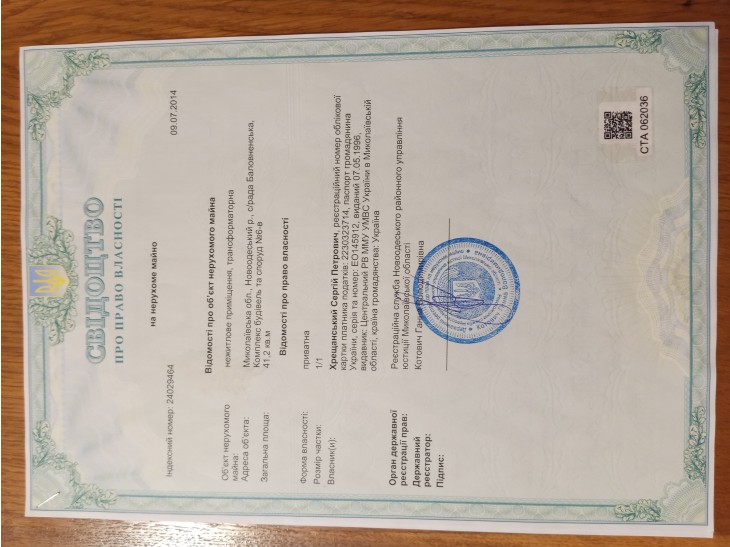 СВІДОЦТВО
ПРО ПРАВО ВЛАСНОСТІ
на нерухоме майно
Індексний номер: 24029464
09.07.2014
Відомості про об'єкт нерухомого майна
Об'єкт нерухомого майна: нежитлове приміщення, трансформаторна
Адреса об'єкта: Миколаївська обл., Новоодеський р., с/рада Баловненська,
Комплекс будівель та споруд №6-в
Загальна площа: 41.2 кв.м
Відомості про право власності
Форма власності: приватна
Розмір частки: 1/1
Власник(и): Хрещанський Сергій Петрович, реєстраційний номер облікової
картки платника податків: 2230323714, паспорт громадянина
України, серія та номер: ЕО145912, виданий 07.05.1996,
видавник: Центральний РВ ММУ УМВС України в Миколаївській
області, країна громадянства: Україна
Орган державної реєстрації прав: Реєстраційна служба Новоодеського районного управління
юстиції Миколаївської області
Державний реєстратор: Котович Ганна
Підпис:
СТА 062036